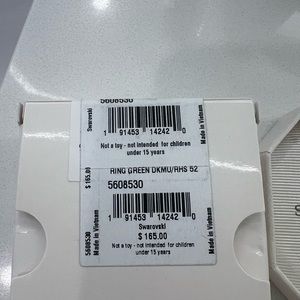 5608530
Swarovski
1 91453 14242 0
Made in Vietnam
Not a toy - not intended for children
under 15 years
$ 165.00
RING GREEN DKMU/RHS 52
5608530
1 91453 14242 0
Swarovski
$ 165.00
Not a toy - not intended for children
under 15 years
5608530
Made in Vietnam